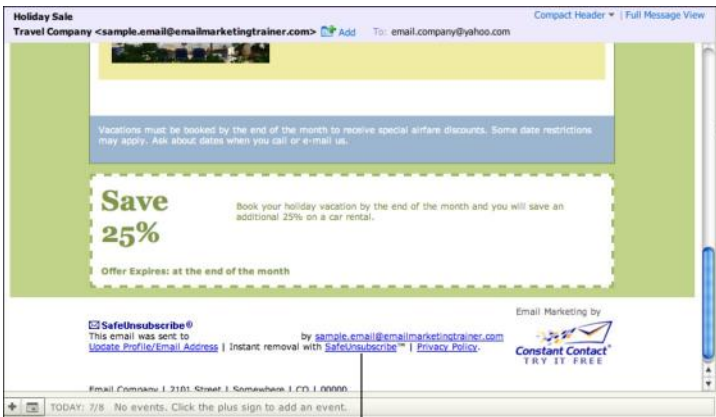 Holiday Sale
Compact Header ▾ | Full Message View
Travel Company <sample.email@emailmarketingtrainer.com> Add To: email.company@yahoo.com
Vacations must be booked by the end of the month to receive special airfare discounts. Some date restrictions
may apply. Ask about dates when you call or e-mail us.
Save
25%
Book your holiday vacation by the end of the month and you will save an
additional 25% on a car rental.
Offer Expires: at the end of the month
SafeUnsubscribe®
This email was sent to by sample.email@emailmarketingtrainer.com
Update Profile/Email Address | Instant removal with SafeUnsubscribe™ | Privacy Policy.
Email Marketing by
Constant Contact®
TRY IT FREE
Email Company | 2101 Street | Somewhere | CO | 00000
TODAY: 7/8 No events. Click the plus sign to add an event.